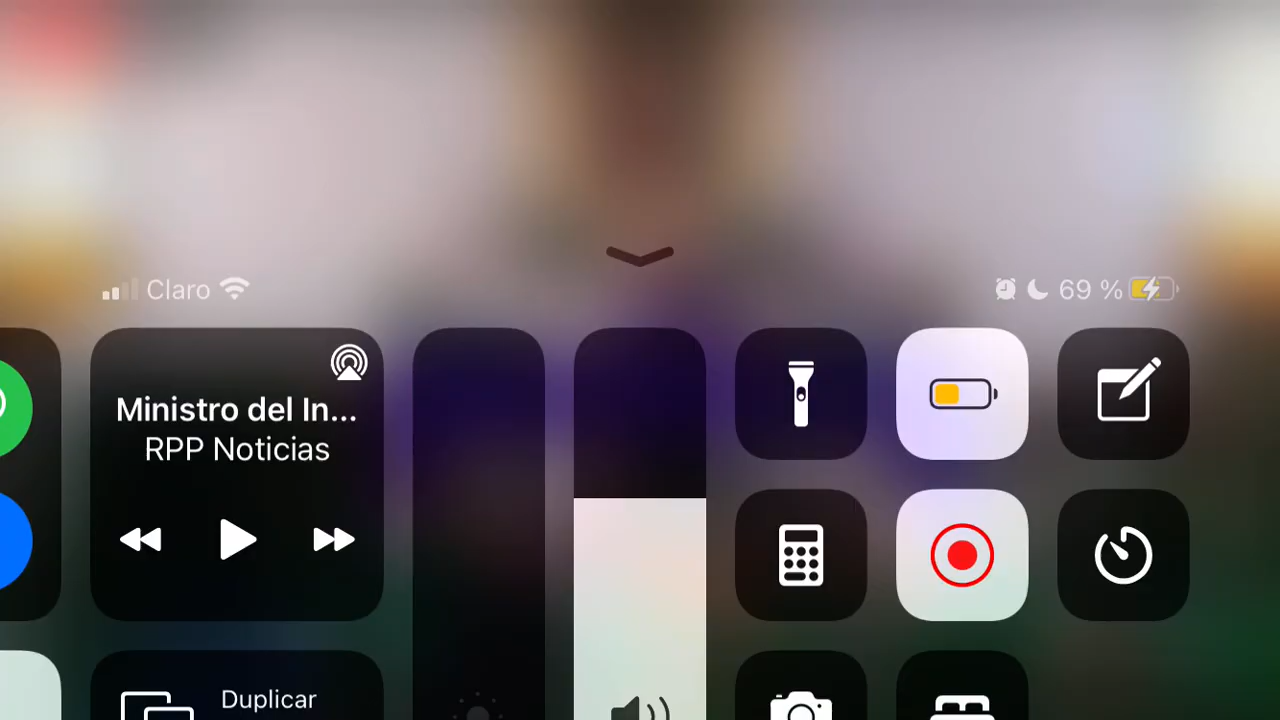 Claro
69 %
Ministro del In...
RPP Noticias
Duplicar